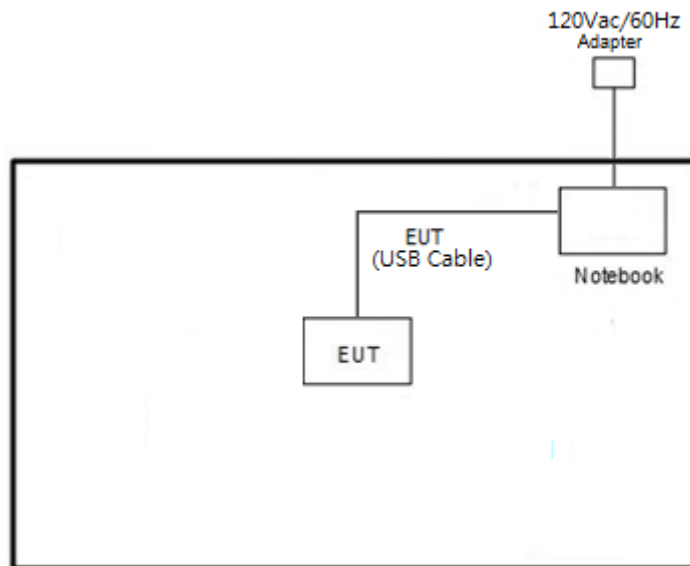 120Vac/60Hz
Adapter
EUT
(USB Cable)
Notebook
EUT